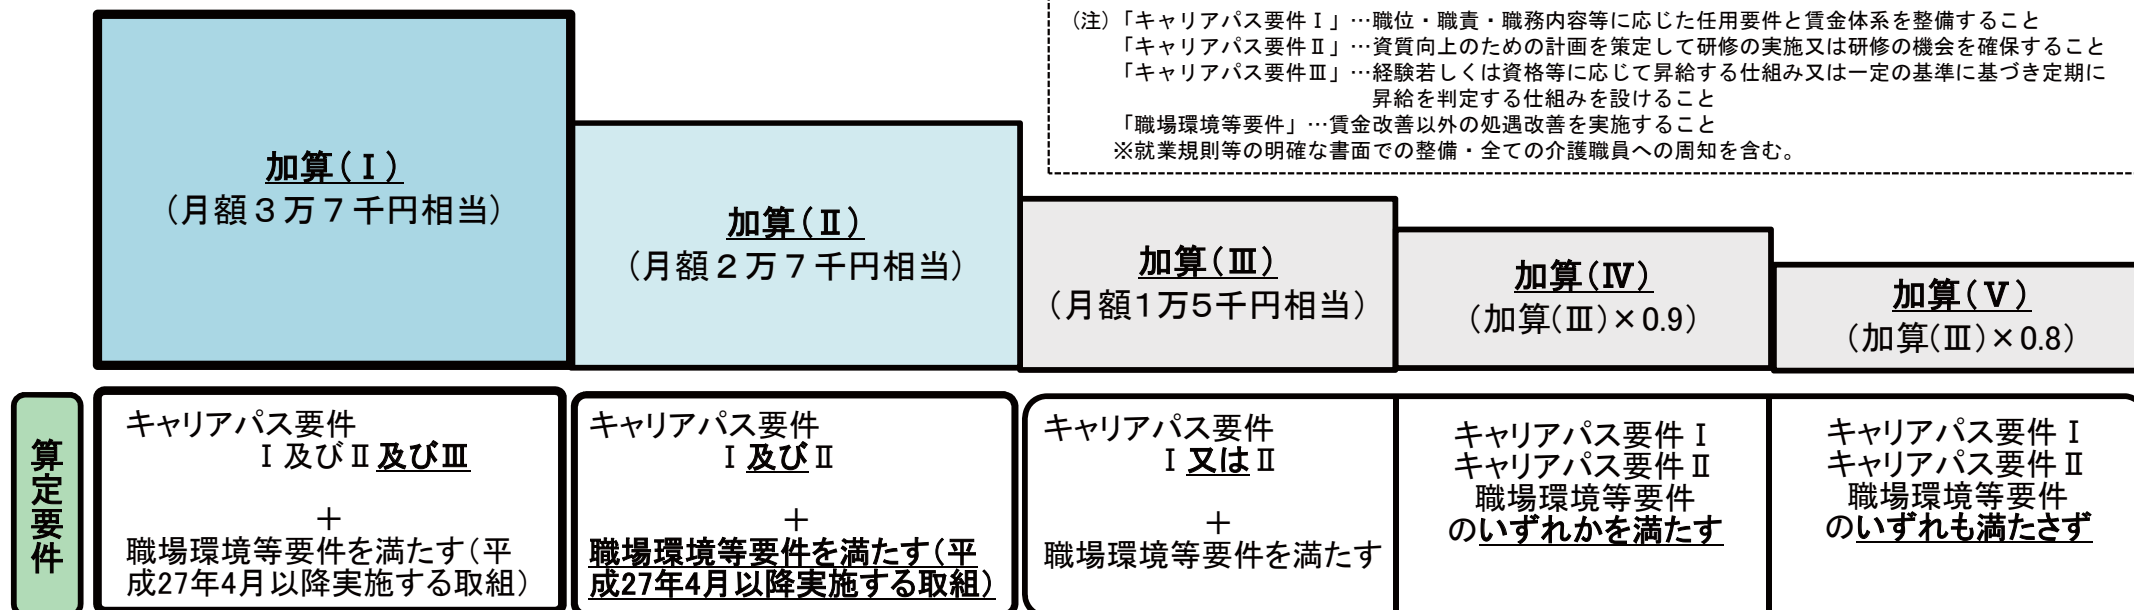 (注)「キャリアパス要件Ⅰ」…職位・職責・職務内容等に応じた任用要件と賃金体系を整備すること
「キャリアパス要件Ⅱ」…資質向上のための計画を策定して研修の実施又は研修の機会を確保すること
「キャリアパス要件Ⅲ」…経験若しくは資格等に応じて昇給する仕組み又は一定の基準に基づき定期に
昇給を判定する仕組みを設けること
「職場環境等要件」…賃金改善以外の処遇改善を実施すること
※就業規則等の明確な書面での整備・全ての介護職員への周知を含む。
加算(Ⅰ)
(月額3万7千円相当)
加算(Ⅱ)
(月額2万7千円相当)
加算(Ⅲ)
(月額1万5千円相当)
加算(Ⅳ)
(加算(Ⅲ)×0.9)
加算(Ⅴ)
(加算(Ⅲ)×0.8)
算定要件
キャリアパス要件
Ⅰ及びⅡ及びⅢ
+
職場環境等要件を満たす(平
成27年4月以降実施する取組)
キャリアパス要件
Ⅰ及びⅡ
+
職場環境等要件を満たす(平
成27年4月以降実施する取組)
キャリアパス要件
Ⅰ又はⅡ
+
職場環境等要件を満たす
キャリアパス要件Ⅰ
キャリアパス要件Ⅱ
職場環境等要件
のいずれかを満たす
キャリアパス要件Ⅰ
キャリアパス要件Ⅱ
職場環境等要件
のいずれも満たさず